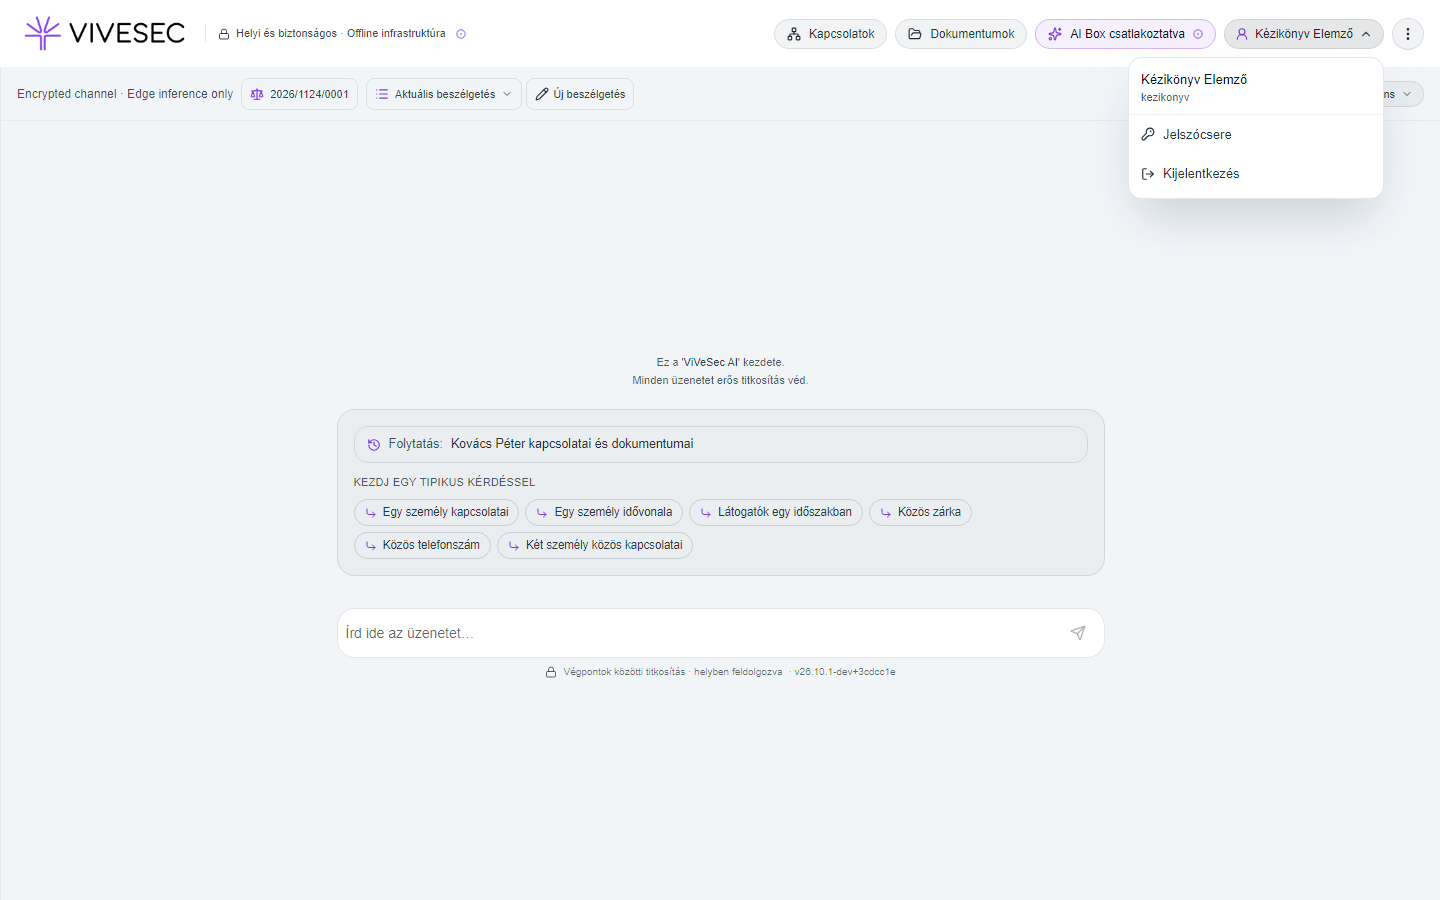 VIVESEC
Helyi és biztonságos · Offline infrastruktúra
Kapcsolatok
Dokumentumok
AI Box csatlakoztatva
Kézikönyv Elemző
Encrypted channel · Edge inference only
2026/1124/0001
Aktuális beszélgetés
Új beszélgetés
ns
Kézikönyv Elemző
kezikonyv
Jelszócsere
Kijelentkezés
Ez a 'ViVeSec AI' kezdete.
Minden üzenetet erős titkosítás véd.
Folytatás: Kovács Péter kapcsolatai és dokumentumai
KEZDJ EGY TIPIKUS KÉRDÉSSEL
Egy személy kapcsolatai
Egy személy idővonala
Látogatók egy időszakban
Közös zárka
Közös telefonszám
Két személy közös kapcsolatai
Írd ide az üzenetet...
Végpontok közötti titkosítás · helyben feldolgozva · v26.10.1-dev+3cdcc1e